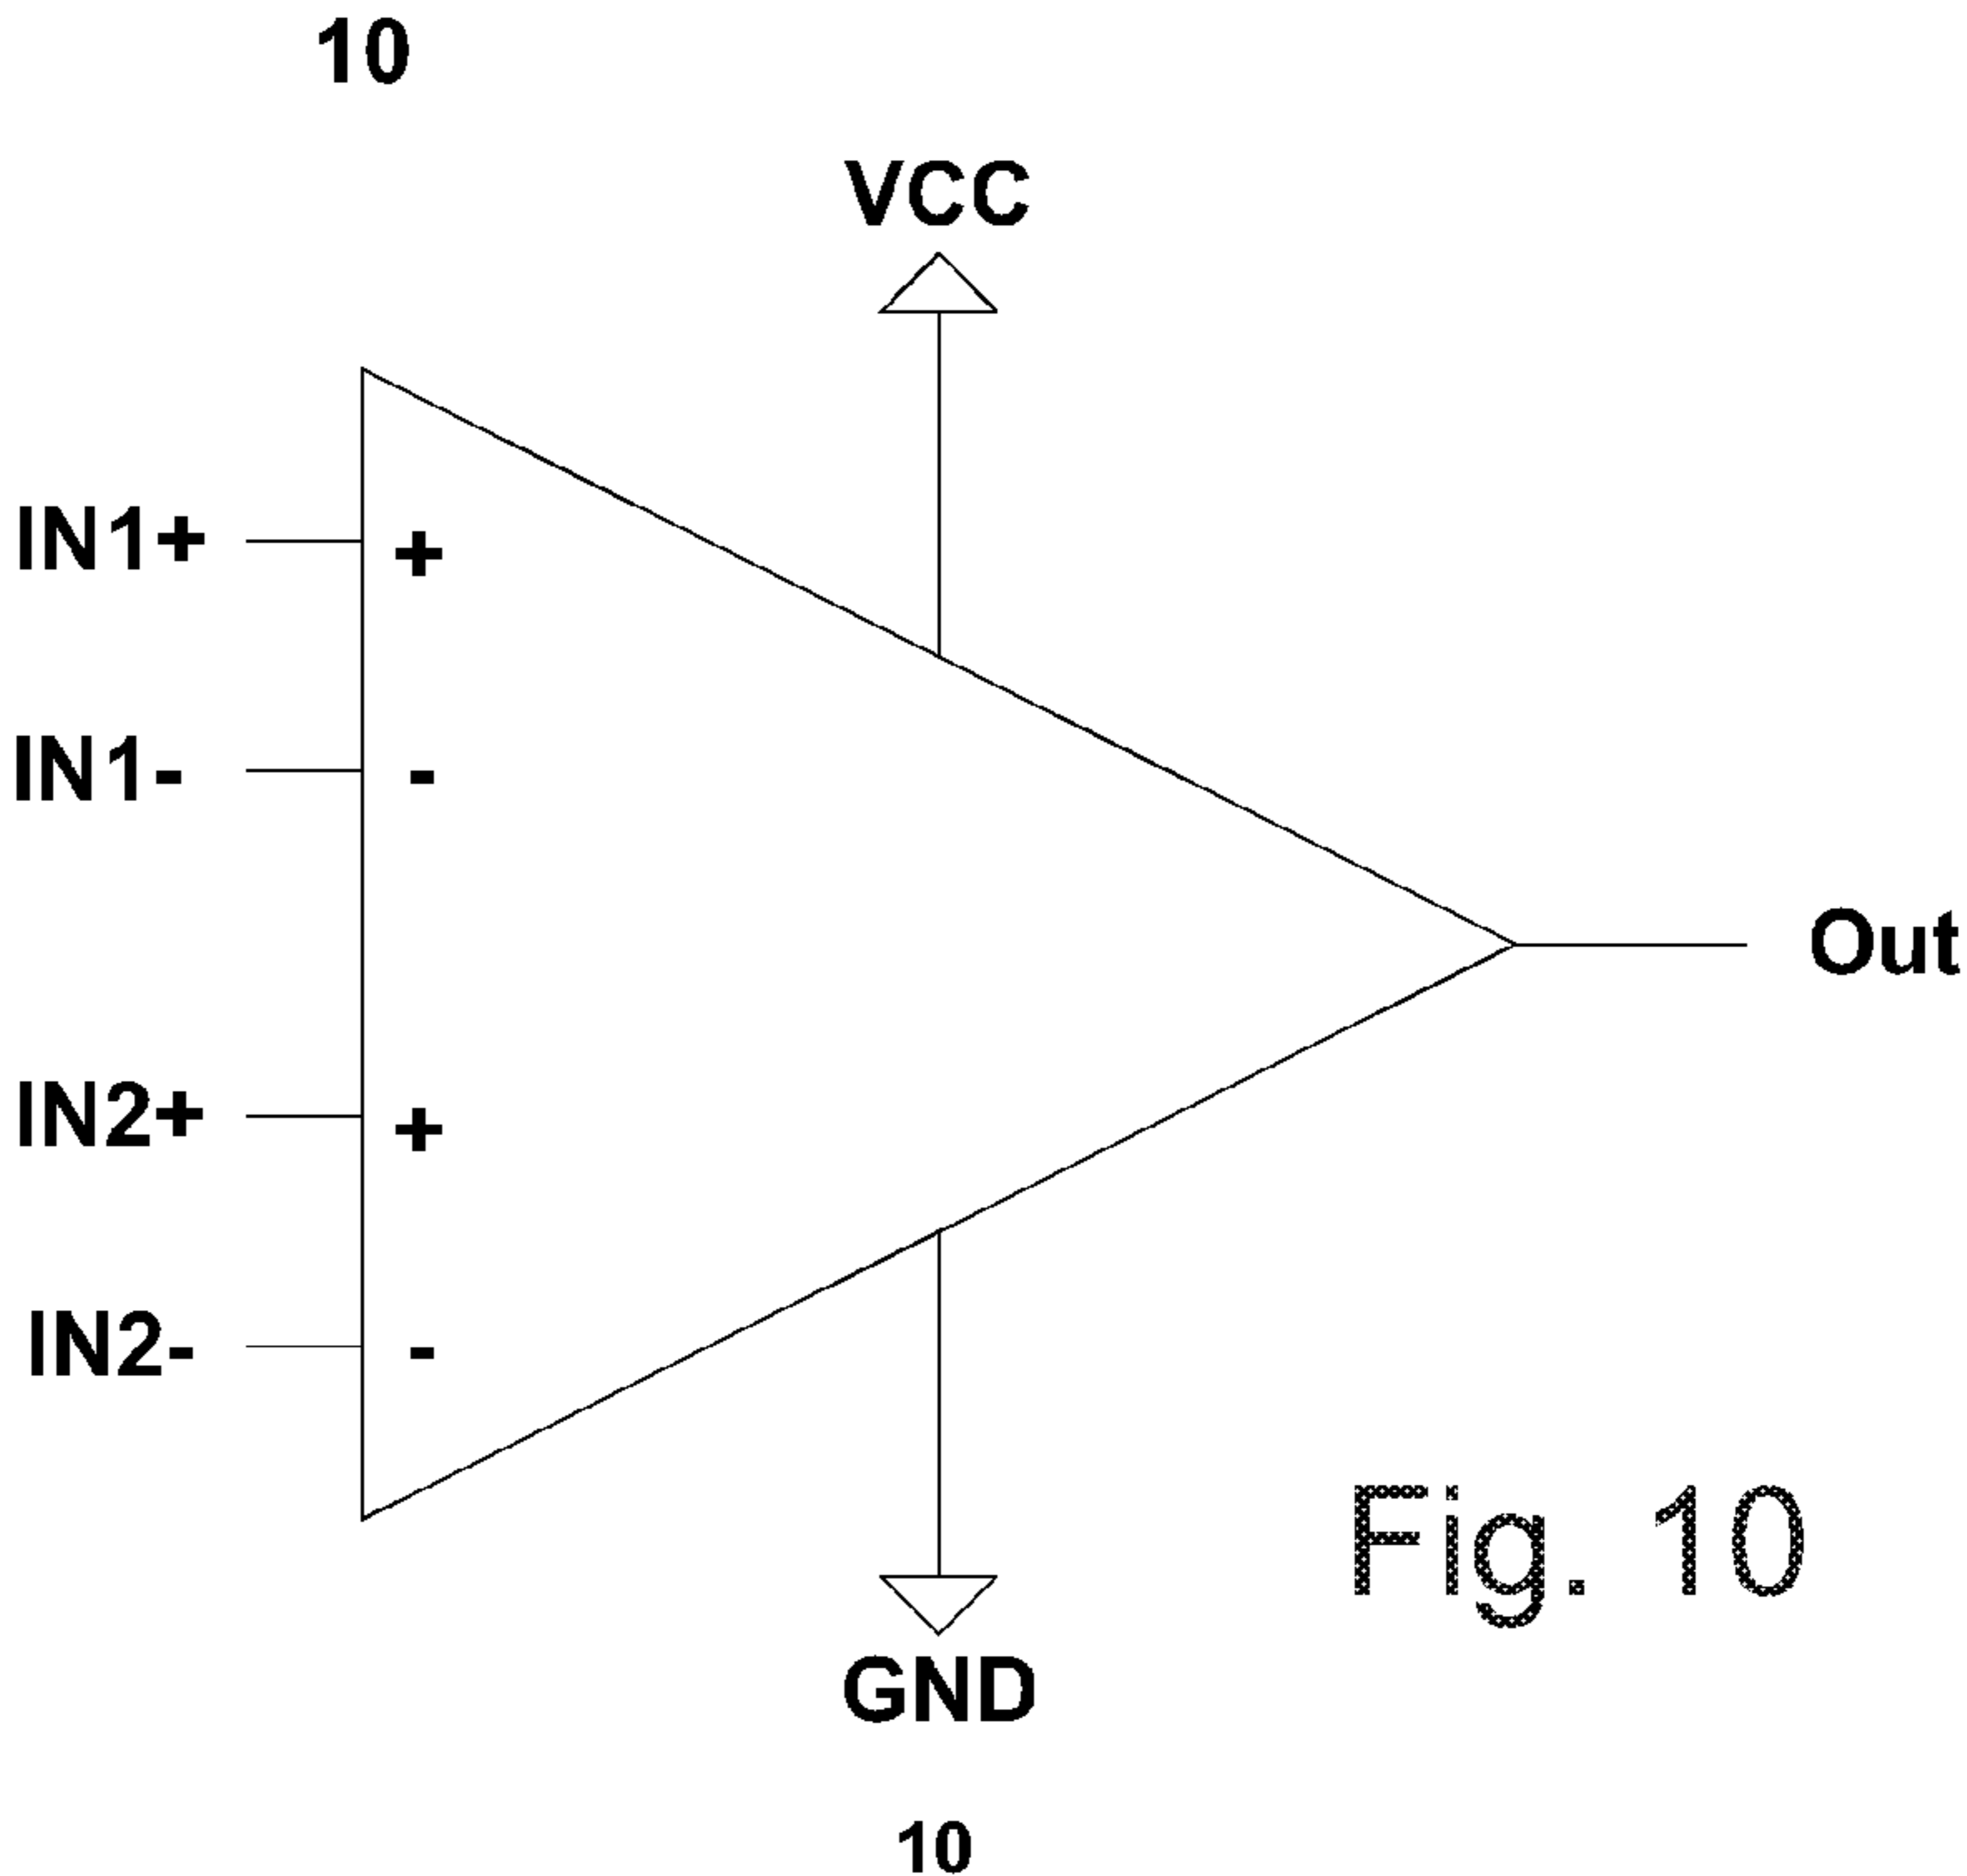 10
VCC
IN1+
+
IN1-
-
Out
IN2+
+
IN2-
-
Fig. 10
GND
10